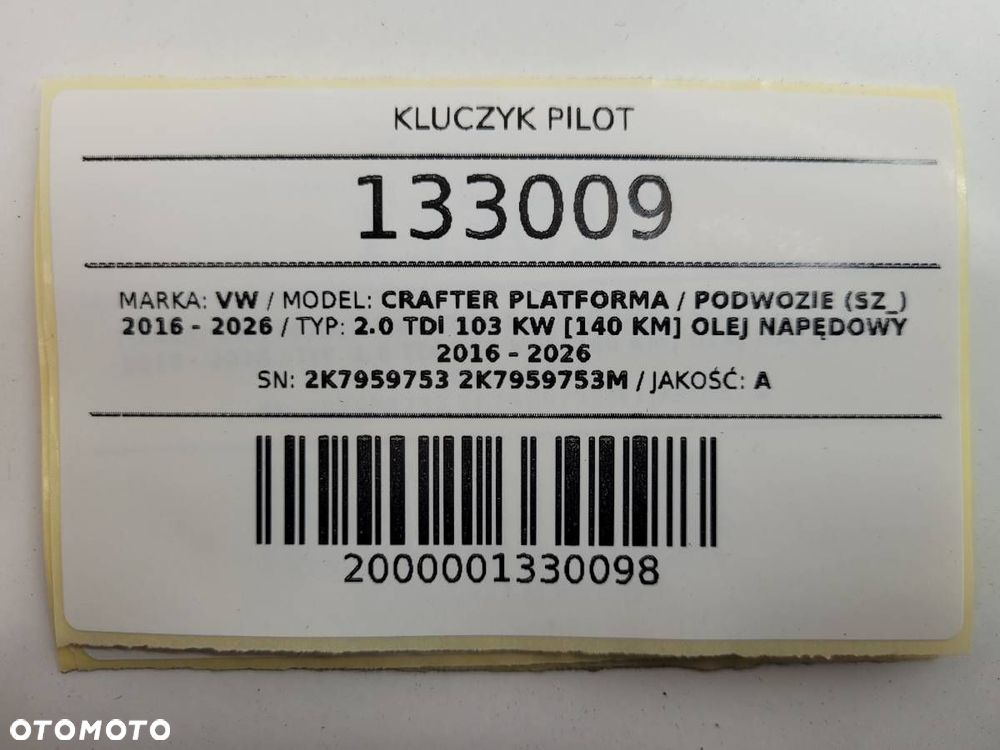 KLUCZYK PILOT
133009
MARKA: VW / MODEL: CRAFTER PLATFORMA / PODWOZIE (SZ_)
2016 - 2026 / TYP: 2.0 TDI 103 KW [140 KM] OLEJ NAPĘDOWY
2016 - 2026
SN: 2K7959753 2K7959753M / JAKOŚĆ: A
2000001330098
OTOMOTO